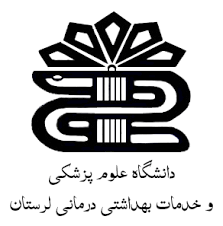 دانشگاه علوم پزشکی
و خدمات بهداشتی درمانی لرستان